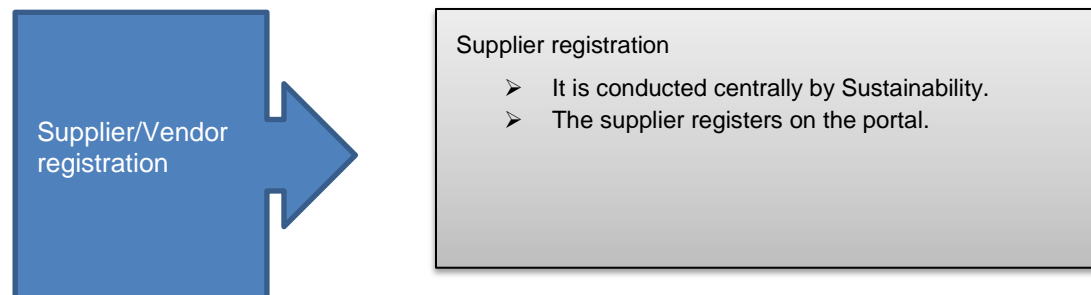 Supplier/Vendor
registration
Supplier registration
➢ It is conducted centrally by Sustainability.
➢ The supplier registers on the portal.